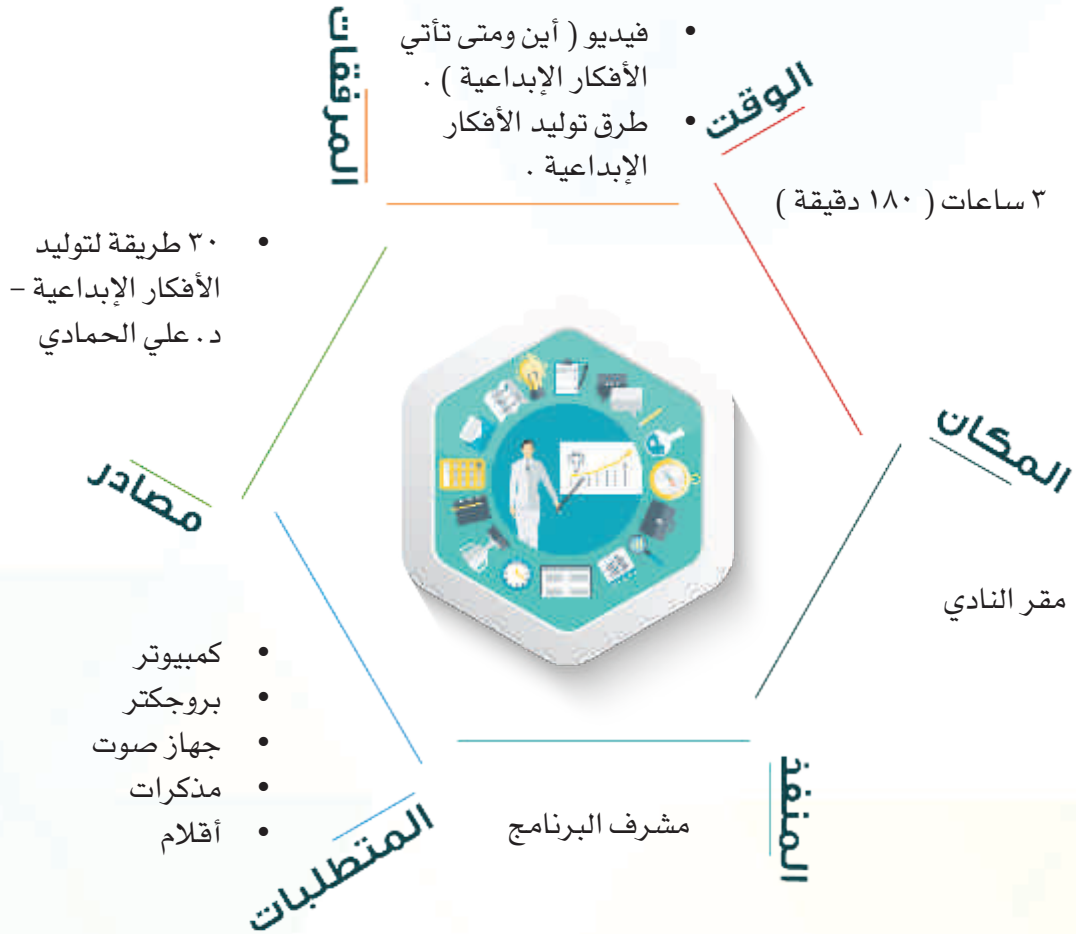 الوقت
٣ ساعات ( ١٨٠ دقيقة )
المكان
مقر النادي
المنفذ
مشرف البرنامج
المتطلبات
• كمبيوتر
• بروجكتر
• جهاز صوت
• مذكرات
• أقلام
مصادر
• ٣٠ طريقة لتوليد
الأفكار الإبداعية –
د. علي الحمادي
المرفقات
• فيديو ( أين ومتى تأتي
الأفكار الإبداعية ) .
• طرق توليد الأفكار
الإبداعية .